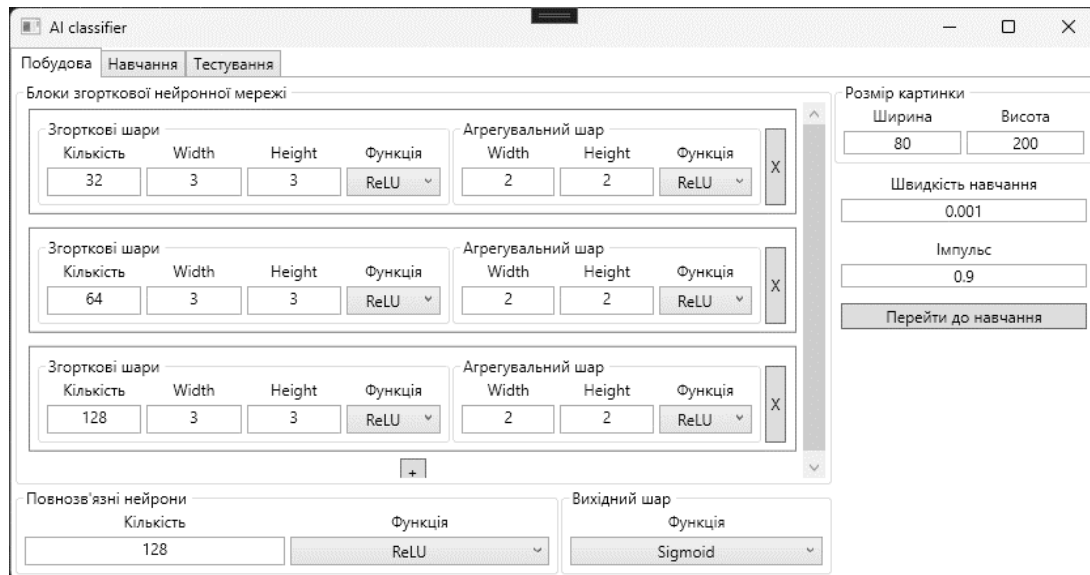 AI classifier
Побудова Навчання Тестування
Блоки згорткової нейронної мережі
Згорткові шари Агрегувальний шар
Кількість Width Height Функція Width Height Функція
32 3 3 ReLU 2 2 ReLU X
Згорткові шари Агрегувальний шар
Кількість Width Height Функція Width Height Функція
64 3 3 ReLU 2 2 ReLU X
Згорткові шари Агрегувальний шар
Кількість Width Height Функція Width Height Функція
128 3 3 ReLU 2 2 ReLU X
+
Розмір картинки
Ширина Висота
80 200
Швидкість навчання
0.001
Імпульс
0.9
Перейти до навчання
Повнозв'язні нейрони
Кількість Функція
128 ReLU
Вихідний шар
Функція
Sigmoid